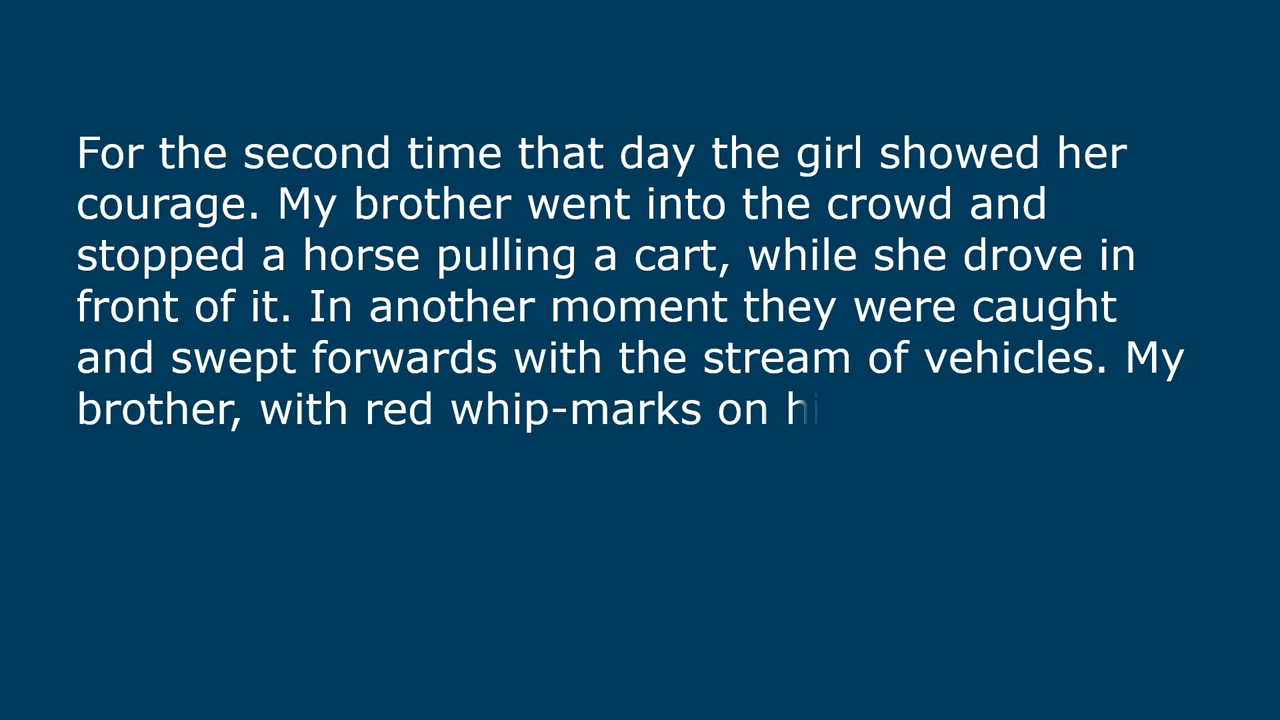 For the second time that day the girl showed her
courage. My brother went into the crowd and
stopped a horse pulling a cart, while she drove in
front of it. In another moment they were caught
and swept forwards with the stream of vehicles. My
brother, with red whip-marks on hi